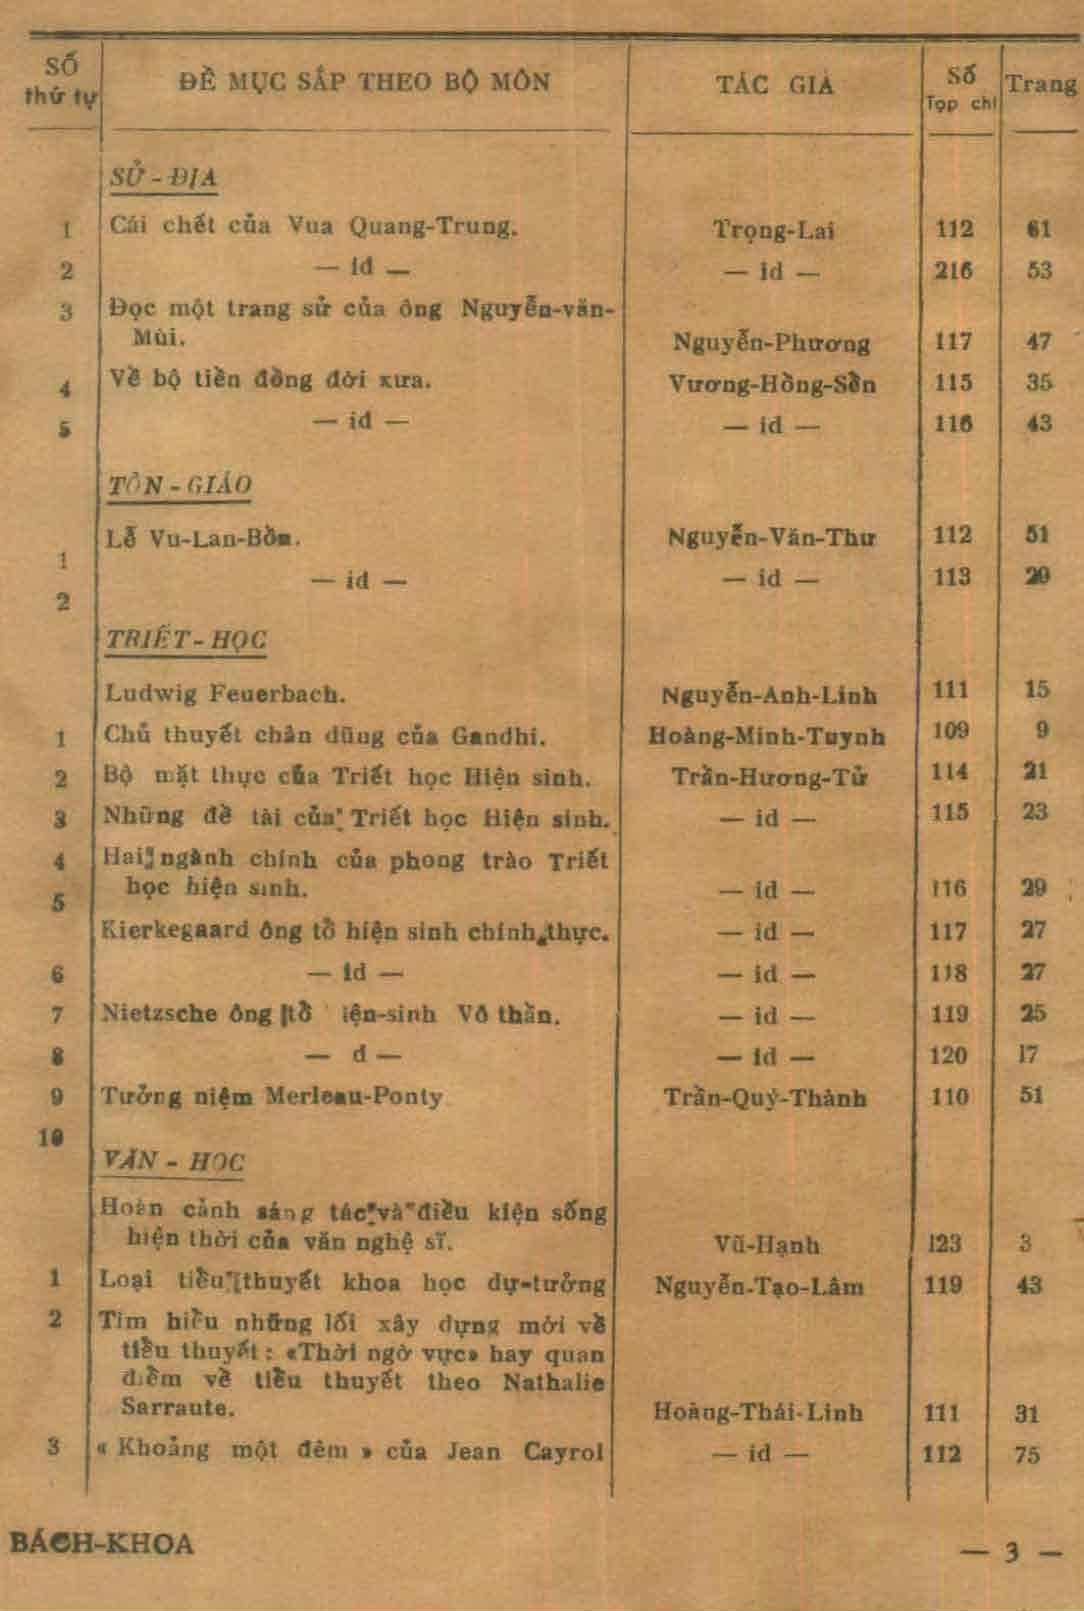 SỐ thứ tự | ĐỀ MỤC SẮP THEO BỘ MÔN | TÁC GIẢ | Số Tạp chí | Trang
SỬ - ĐỊA
1 | Cái chết của Vua Quang-Trung. | Trọng-Lai | 112 | 61
2 | — id — | — id — | 216 | 53
3 | Đọc một trang sử của ông Nguyễn-văn-
Mùi. | Nguyễn-Phương | 117 | 47
4 | Về bộ tiền đồng đời xưa. | Vương-Hồng-Sền | 115 | 35
5 | — id — | — id — | 116 | 43
TÔN - GIÁO
Lễ Vu-Lan-Bồn. | Nguyễn-Văn-Thư | 112 | 51
1
— id — | — id — | 113 | 29
2
TRIẾT - HỌC
Ludwig Feuerbach. | Nguyễn-Anh-Linh | 111 | 15
1 | Chủ thuyết chân dũng của Gandhi. | Hoàng-Minh-Tuynh | 109 | 9
2 | Bộ mặt thực của Triết học Hiện sinh. | Trần-Hương-Tử | 114 | 21
3 | Những đề tài của Triết học Hiện sinh. | — id — | 115 | 23
4 | Hai ngành chính của phong trào Triết
5 | học hiện sinh. | — id — | 116 | 29
Kierkegaard ông tổ hiện sinh chính thực. | — id — | 117 | 27
6 | — id — | — id — | 118 | 27
7 | Nietzsche ông tổ iện-sinh Vô thần. | — id — | 119 | 25
8 | — d — | — id — | 120 | 17
9 | Tưởng niệm Merleau-Ponty | Trần-Quý-Thành | 110 | 51
10
VĂN - HỌC
Hoàn cảnh sáng tác và điều kiện sống
hiện thời của văn nghệ sĩ. | Vũ-Hạnh | 123 | 3
1 | Loại tiểu thuyết khoa học dự-tưởng | Nguyễn-Tạo-Lâm | 119 | 43
2 | Tìm hiểu những lối xây dựng mới về
tiểu thuyết : «Thời ngờ vực» hay quan
điểm về tiểu thuyết theo Nathalie
Sarraute. | Hoàng-Thái-Linh | 111 | 31
3 | « Khoảng một đêm » của Jean Cayrol | — id — | 112 | 75
BÁCH-KHOA | — 3 —